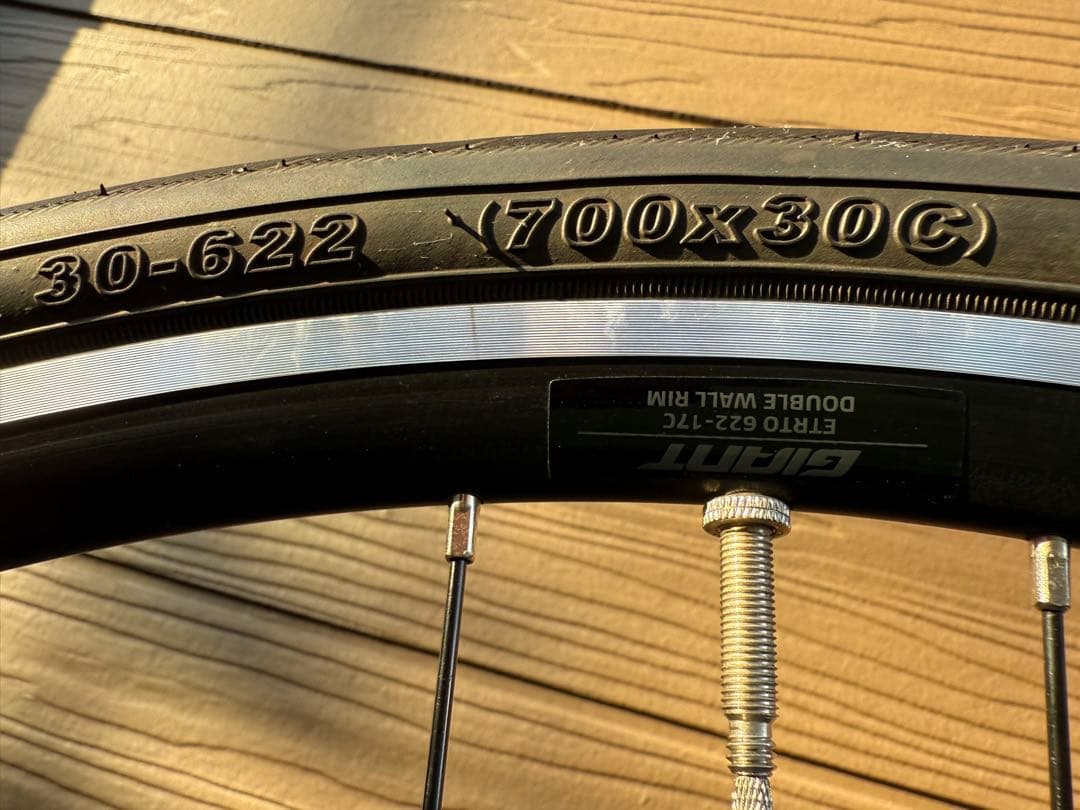 30-622 (700x30C)
GIANT
ETRTO 622-17C
DOUBLE WALL RIM